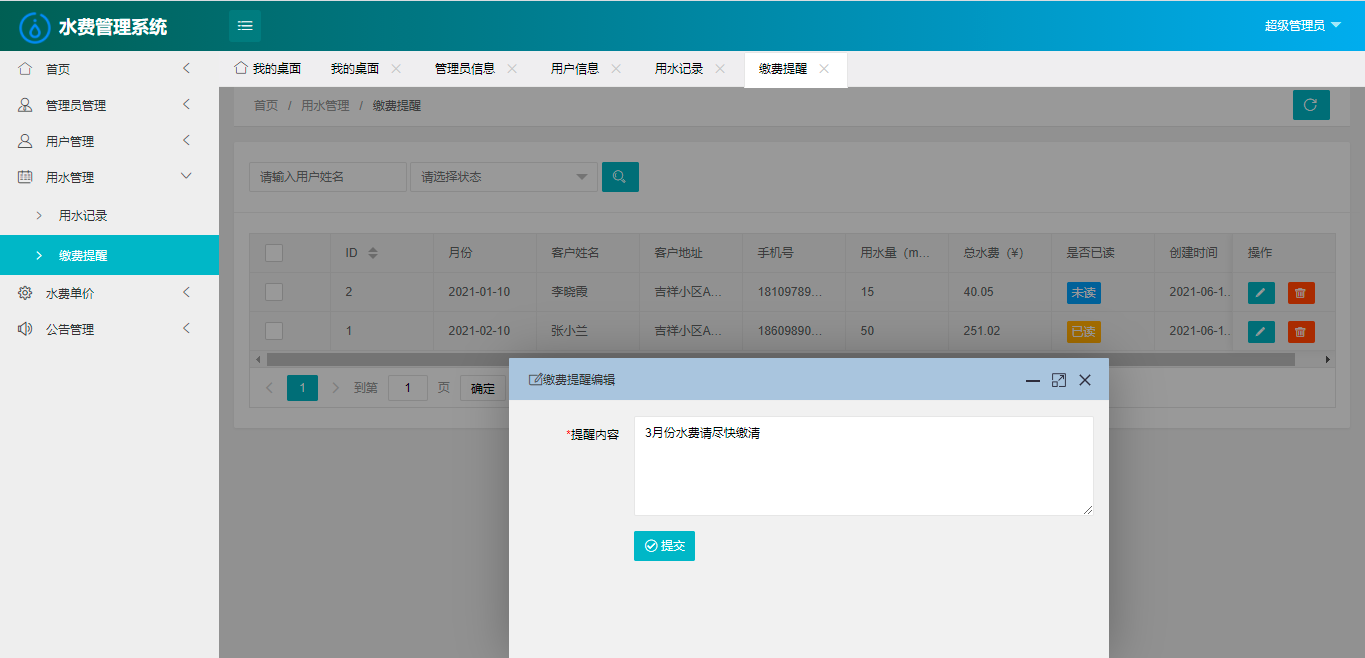 水费管理系统
超级管理员
首页
管理员管理
用户管理
用水管理
用水记录
缴费提醒
水费单价
公告管理
我的桌面 我的桌面 管理员信息 用户信息 用水记录 缴费提醒
首页 / 用水管理 / 缴费提醒
请输入用户姓名 请选择状态
ID 月份 客户姓名 客户地址 手机号 用水量（m... 总水费（¥） 是否已读 创建时间 操作
2 2021-01-10 李晓霞 吉祥小区A... 18109789... 15 40.05 未读 2021-06-1...
1 2021-02-10 张小兰 吉祥小区A... 18609890... 50 251.02 已读 2021-06-1...
1 到第 1 页 确定
缴费提醒编辑
*提醒内容 3月份水费请尽快缴清
提交